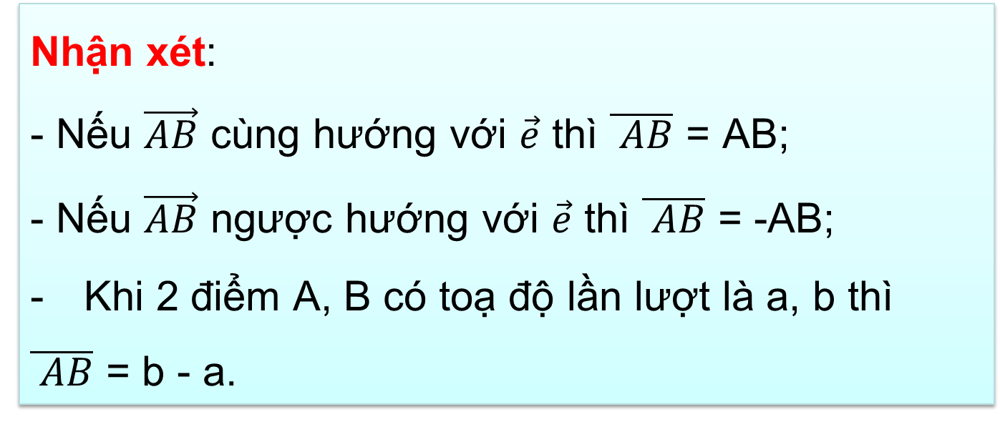 Nhận xét:
- Nếu $\overrightarrow{AB}$ cùng hướng với $\vec{e}$ thì $\overline{AB}$ = AB;
- Nếu $\overrightarrow{AB}$ ngược hướng với $\vec{e}$ thì $\overline{AB}$ = -AB;
- Khi 2 điểm A, B có toạ độ lần lượt là a, b thì
$\overline{AB}$ = b - a.